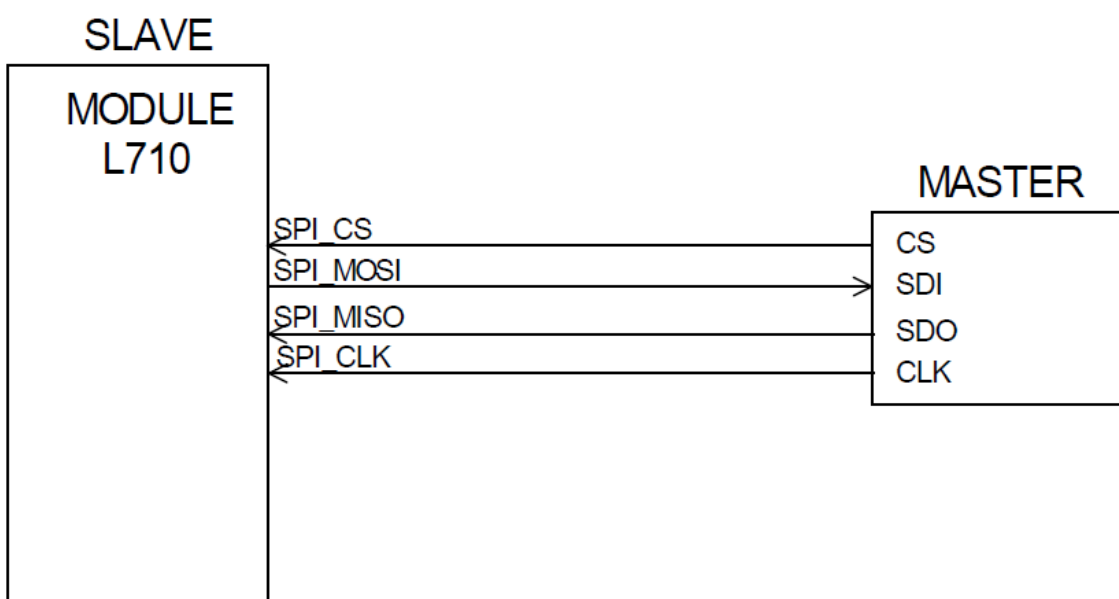 SLAVE
MODULE
L710
SPI_CS
SPI_MOSI
SPI_MISO
SPI_CLK
MASTER
CS
SDI
SDO
CLK